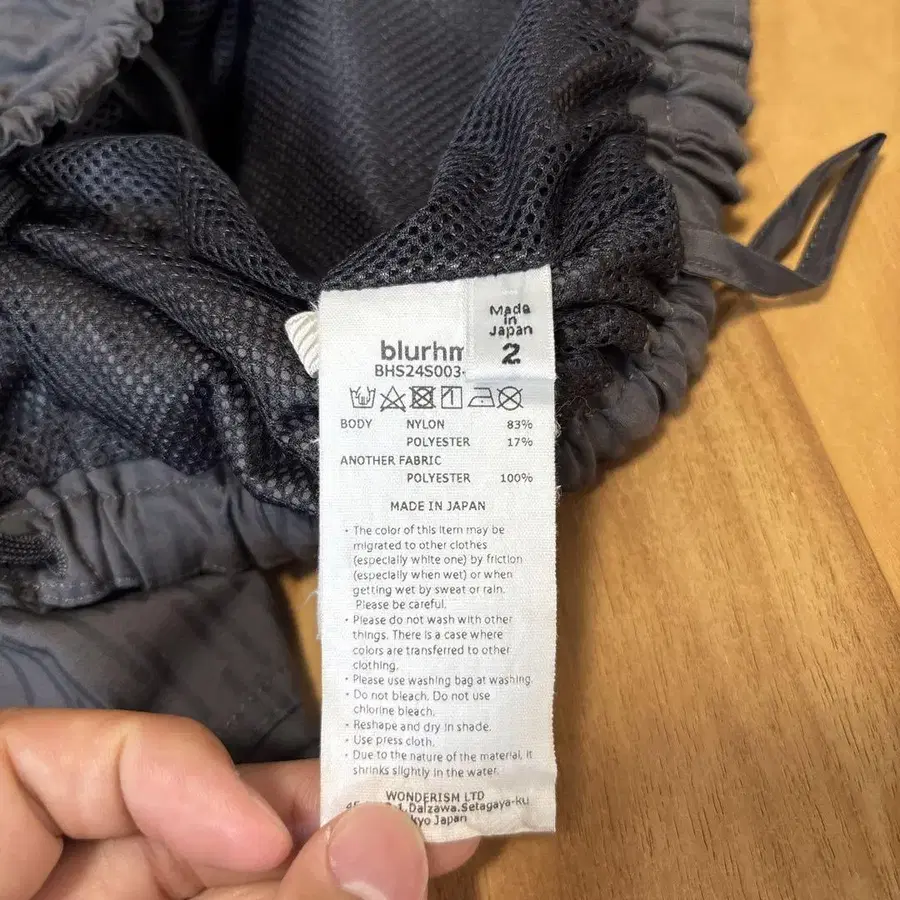 Made
in
Japan
2
blurhm
BHS24S003-
BODY NYLON 83%
POLYESTER 17%
ANOTHER FABRIC
POLYESTER 100%
MADE IN JAPAN
・The color of this item may be
migrated to other clothes
(especially white one) by friction
(especially when wet) or when
getting wet by sweat or rain.
Please be careful.
・Please do not wash with other
things. There is a case where
colors are transferred to other
clothing.
・Please use washing bag at washing.
・Do not bleach. Do not use
chlorine bleach.
・Reshape and dry in shade.
・Use press cloth.
・Due to the nature of the material, it
shrinks slightly in the water.
WONDERISM LTD
Daizawa.Setagaya-ku
Japan